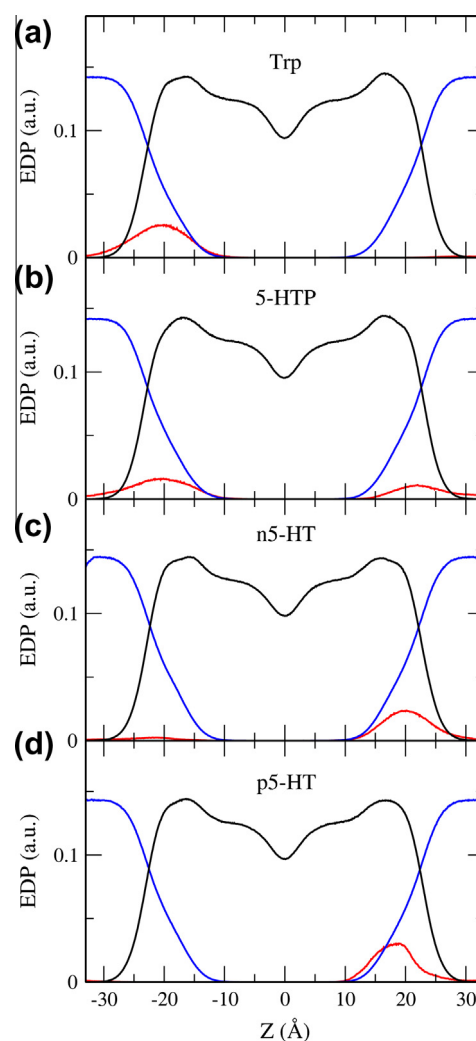 (a)
Trp
EDP (a.u.)
0.1
0
(b)
5-HTP
EDP (a.u.)
0.1
0
(c)
n5-HT
EDP (a.u.)
0.1
0
(d)
p5-HT
EDP (a.u.)
0.1
0
-30 -20 -10 0 10 20 30
Z (Å)